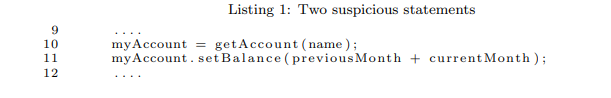 Listing 1: Two suspicious statements
9 ....
10 myAccount = getAccount(name);
11 myAccount.setBalance(previousMonth + currentMonth);
12 ....